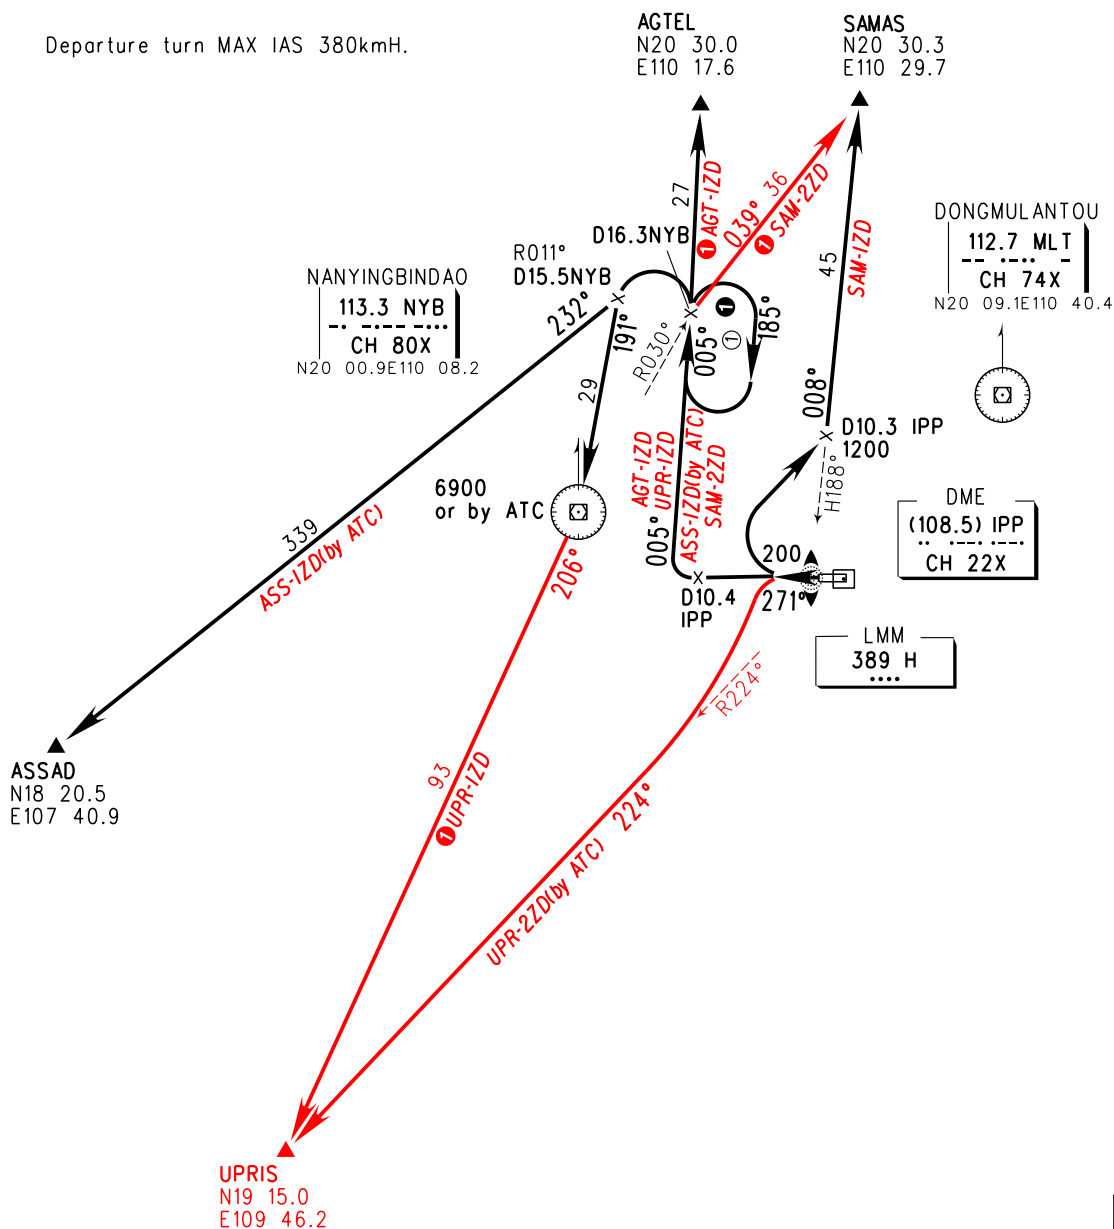 Departure turn MAX IAS 380kmH.
AGTEL
N20 30.0
E110 17.6
SAMAS
N20 30.3
E110 29.7
27
❶AGT-1ZD
039° 36
❶SAM-2ZD
45
SAM-1ZD
DONGMULANTOU
112.7 MLT
-- ·-·· -
CH 74X
N20 09.1E110 40.4
D16.3NYB
R011°
D15.5NYB
NANYINGBINDAO
113.3 NYB
-· -·-- -···
CH 80X
N20 00.9E110 08.2
232°
191°
29
R030°
005°
❶
①
185°
008°
D10.3 IPP
1200
H188°
6900
or by ATC
AGT-1ZD
UPR-1ZD
005°
ASS-1ZD(by ATC)
SAM-2ZD
DME
(108.5) IPP
·· ·--· ·--·
CH 22X
339
ASS-1ZD(by ATC)
206°
200
D10.4
IPP
271°
LMM
389 H
····
R224°
ASSAD
N18 20.5
E107 40.9
93
❶UPR-1ZD
224°
UPR-2ZD(by ATC)
UPRIS
N19 15.0
E109 46.2